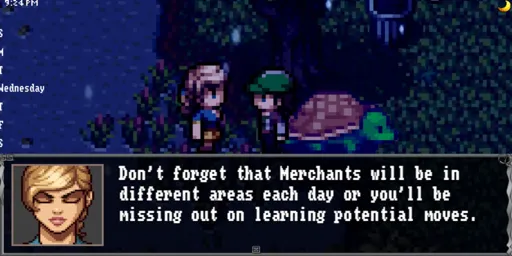 9:24 PM
S
M
T
Wednesday
T
F
S
Don't forget that Merchants will be in
different areas each day or you'll be
missing out on learning potential moves.